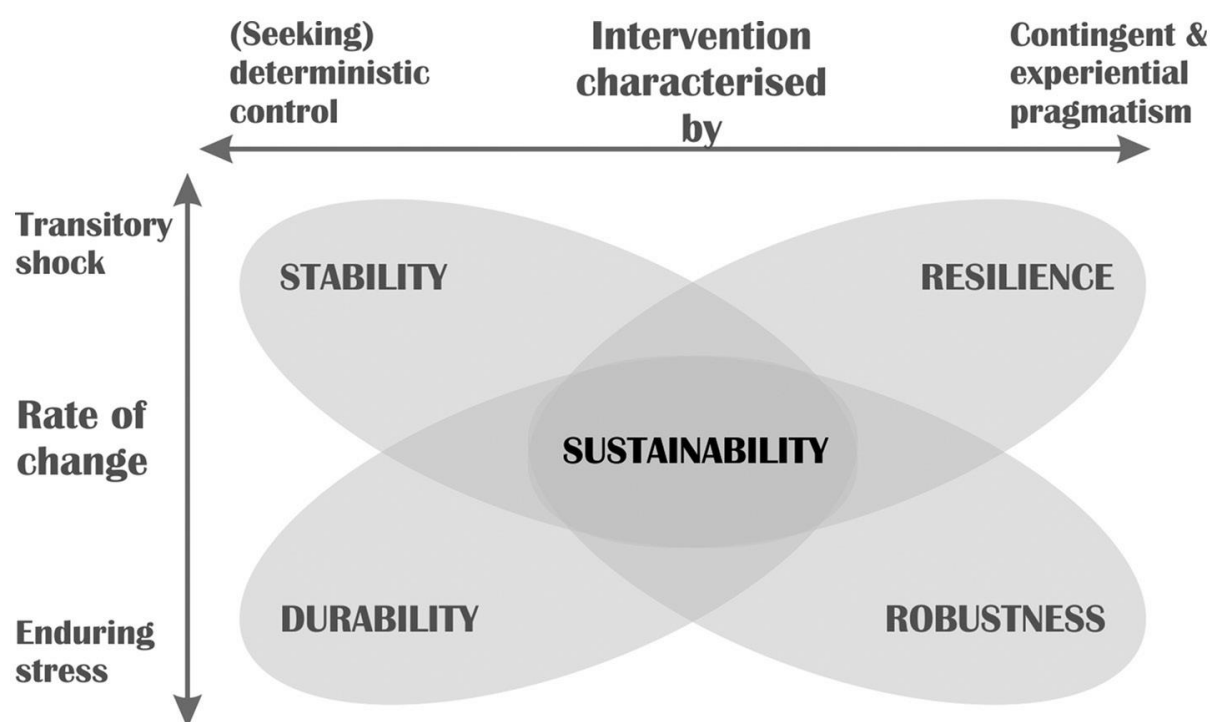 (Seeking)
deterministic
control
Intervention
characterised
by
Contingent &
experiential
pragmatism
Transitory
shock
STABILITY
RESILIENCE
Rate of
change
SUSTAINABILITY
DURABILITY
ROBUSTNESS
Enduring
stress